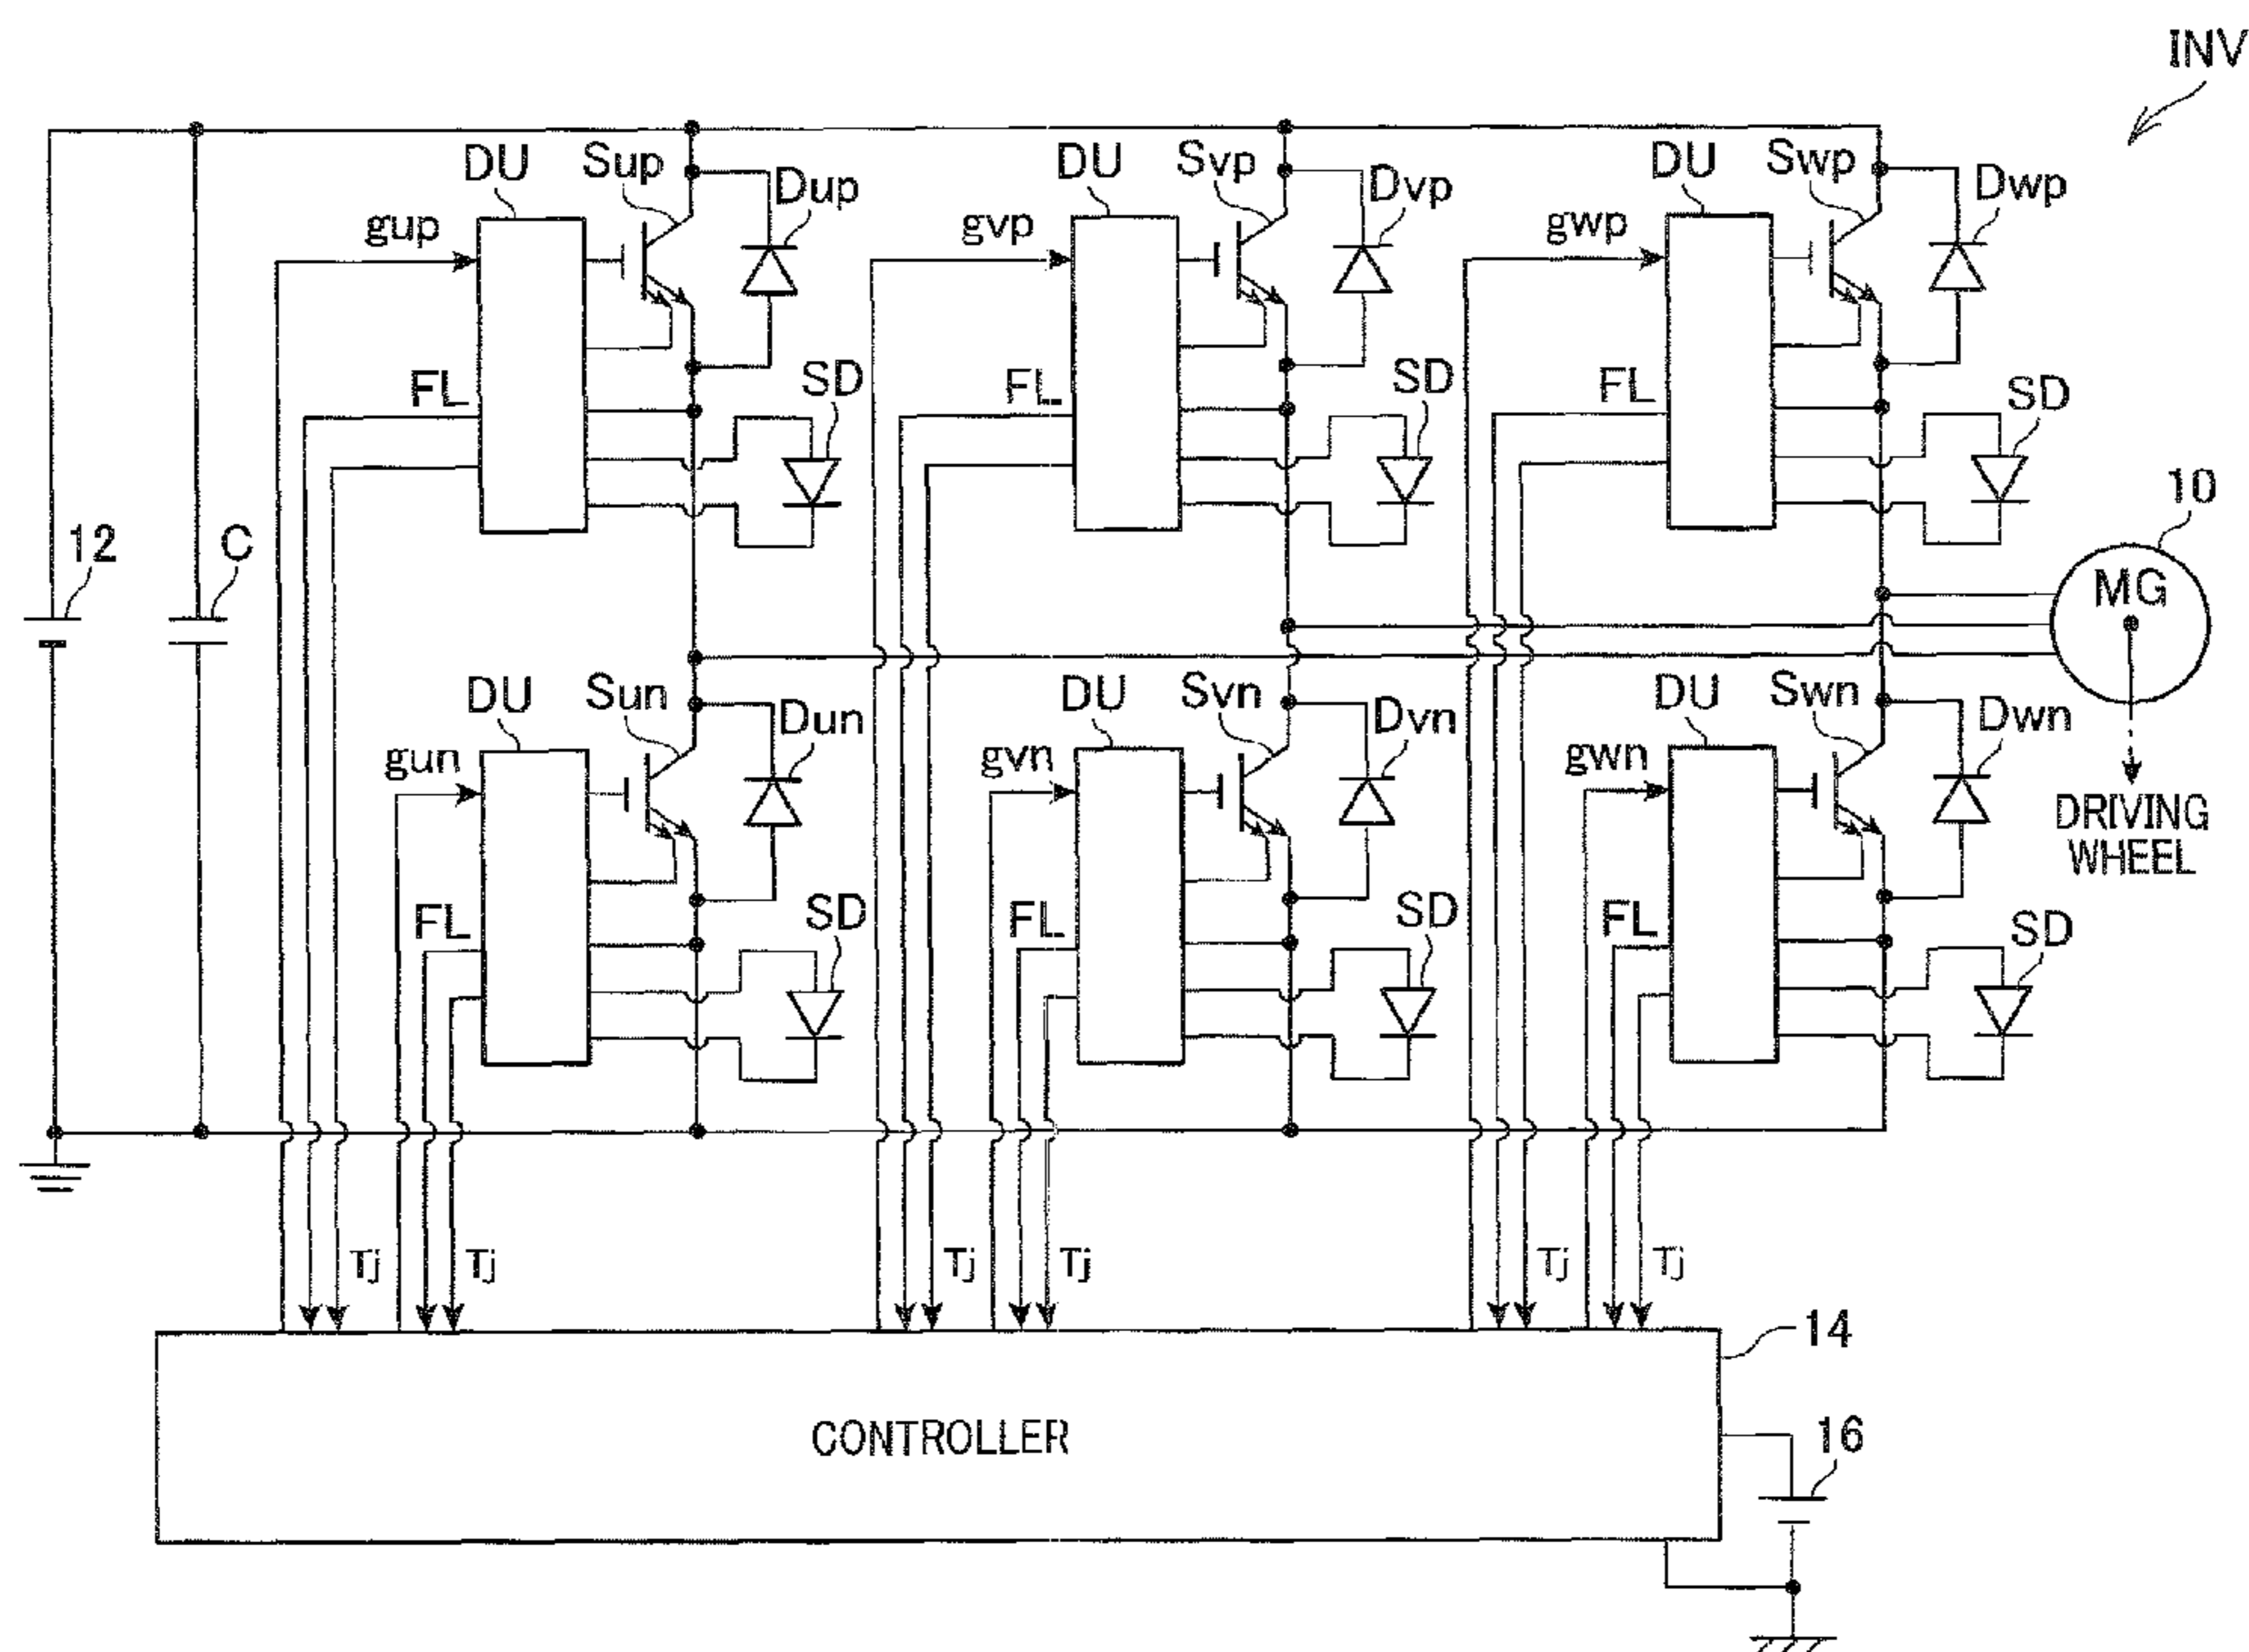 INV
DU
Sup
Dup
gup
FL
SD
DU
Svp
Dvp
gvp
FL
SD
DU
Swp
Dwp
gwp
FL
SD
12
C
10
MG
DRIVING
WHEEL
DU
Sun
Dun
gun
FL
SD
DU
Svn
Dvn
gvn
FL
SD
DU
Swn
Dwn
gwn
FL
SD
Tj
Tj
Tj
Tj
Tj
Tj
14
CONTROLLER
16